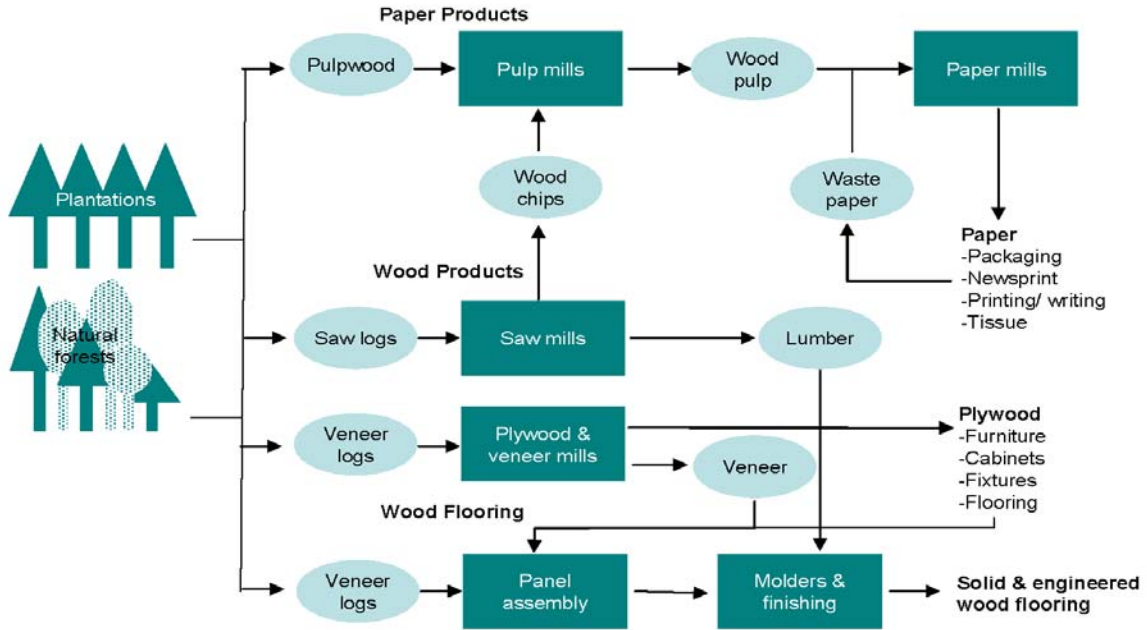 Paper Products
Pulpwood
Pulp mills
Wood
pulp
Paper mills
Plantations
Wood
chips
Waste
paper
Paper
-Packaging
-Newsprint
-Printing/ writing
-Tissue
Wood Products
Natural
forests
Saw logs
Saw mills
Lumber
Veneer
logs
Plywood &
veneer mills
Veneer
Plywood
-Furniture
-Cabinets
-Fixtures
-Flooring
Wood Flooring
Veneer
logs
Panel
assembly
Molders &
finishing
Solid & engineered
wood flooring